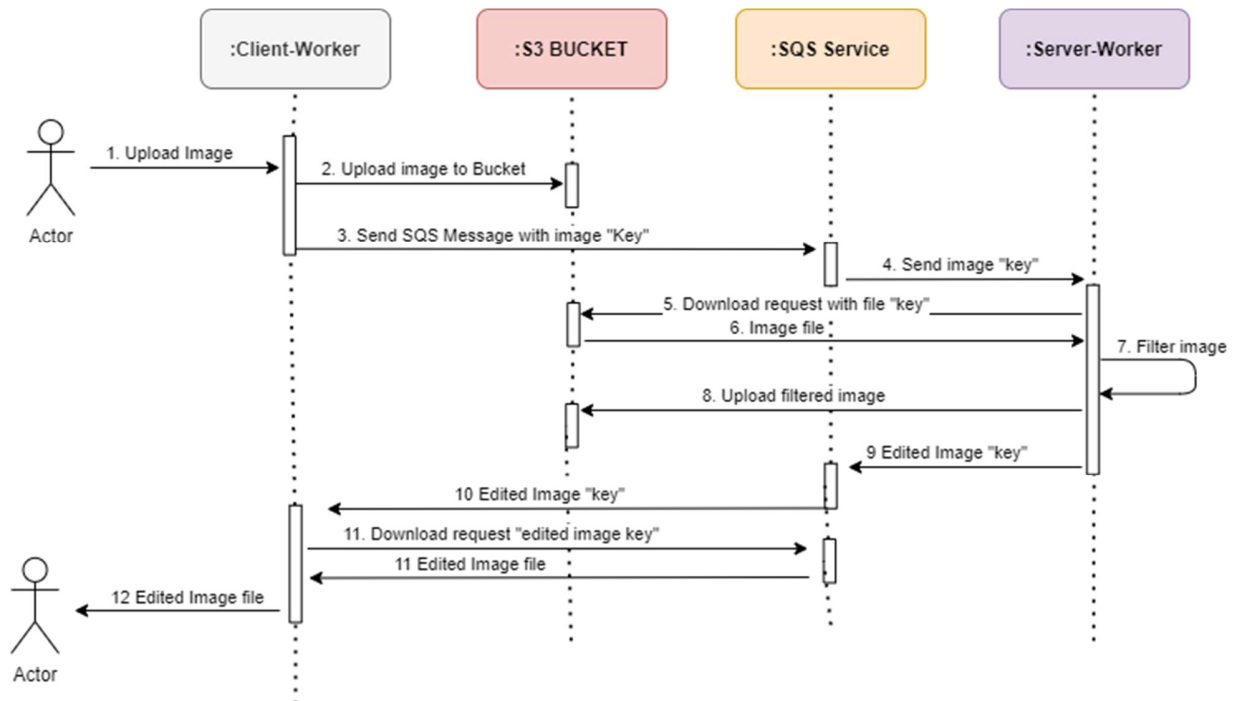 :Client-Worker
:S3 BUCKET
:SQS Service
:Server-Worker
1. Upload Image
2. Upload image to Bucket
Actor
3. Send SQS Message with image "Key"
4. Send image "key"
5. Download request with file "key"
6. Image file
7. Filter image
8. Upload filtered image
9 Edited Image "key"
10 Edited Image "key"
11. Download request "edited image key"
11 Edited Image file
12 Edited Image file
Actor